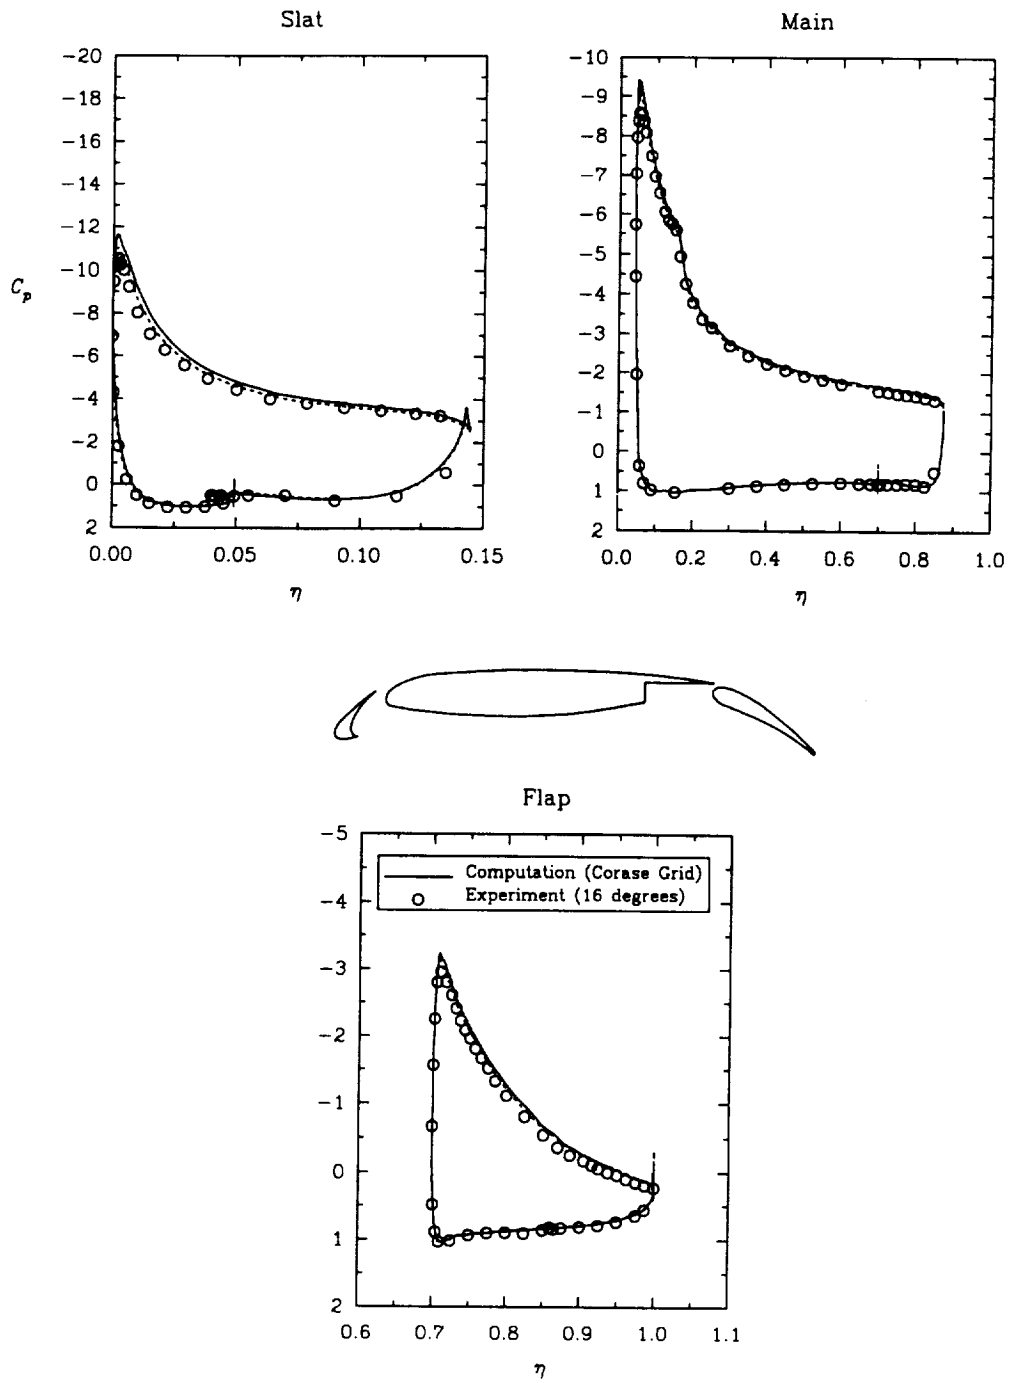 Slat
-20
-18
-16
-14
-12
-10
-8
-6
-4
-2
0
2
C_p
0.00 0.05 0.10 0.15
η
Main
-10
-9
-8
-7
-6
-5
-4
-3
-2
-1
0
1
2
0.0 0.2 0.4 0.6 0.8 1.0
η
Flap
-5
-4
-3
-2
-1
0
1
2
Computation (Corase Grid)
Experiment (16 degrees)
0.6 0.7 0.8 0.9 1.0 1.1
η